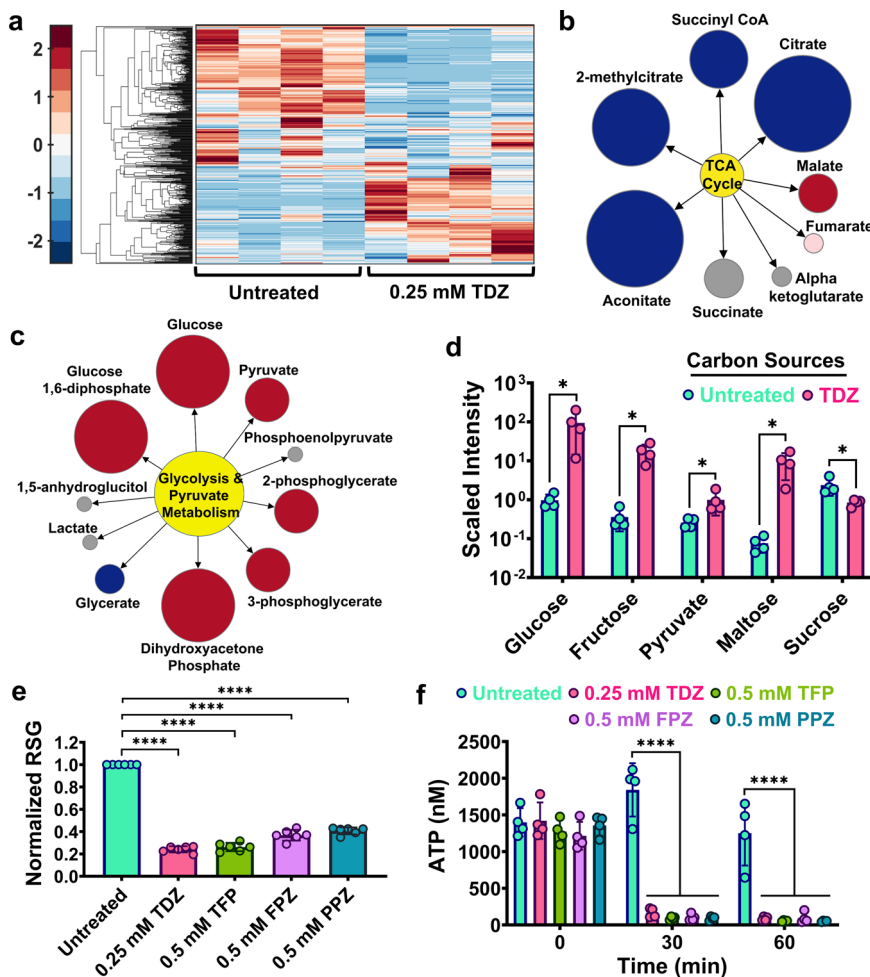 a
2
1
0
-1
-2
Untreated
0.25 mM TDZ
b
Succinyl CoA
Citrate
2-methylcitrate
TCA
Cycle
Malate
Fumarate
Aconitate
Succinate
Alpha
ketoglutarate
c
Glucose
Glucose
1,6-diphosphate
Pyruvate
Phosphoenolpyruvate
Glycolysis &
Pyruvate
Metabolism
1,5-anhydroglucitol
2-phosphoglycerate
Lactate
Glycerate
3-phosphoglycerate
Dihydroxyacetone
Phosphate
d
Carbon Sources
Untreated
TDZ
Scaled Intensity
10³
10²
10¹
10⁰
10⁻¹
10⁻²
*
*
*
*
*
Glucose
Fructose
Pyruvate
Maltose
Sucrose
e
****
****
****
****
Normalized RSG
1.2
1.0
0.8
0.6
0.4
0.2
0.0
Untreated
0.25 mM TDZ
0.5 mM TFP
0.5 mM FPZ
0.5 mM PPZ
f
Untreated
0.25 mM TDZ
0.5 mM TFP
0.5 mM FPZ
0.5 mM PPZ
ATP
(nM)
2500
2000
1500
1000
500
0
****
****
0
30
60
Time (min)